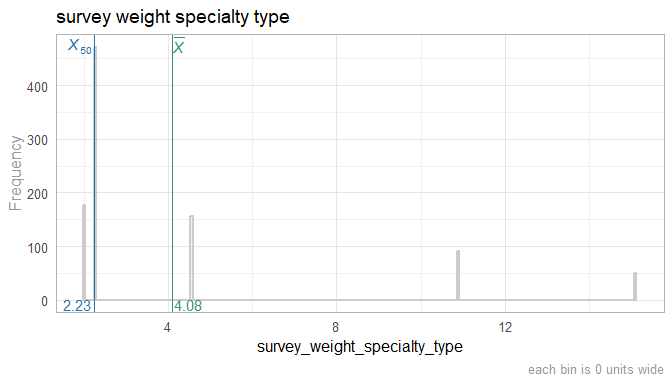 survey weight specialty type
X50
X̅
2.23
4.08
Frequency
400
300
200
100
0
4
8
12
survey_weight_specialty_type
each bin is 0 units wide